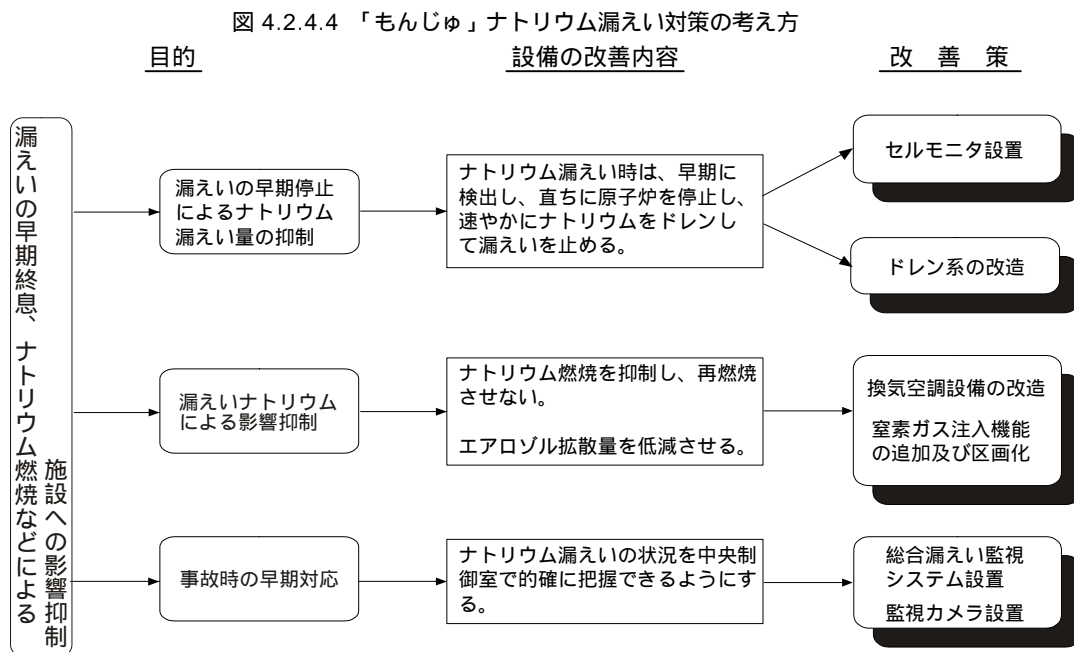 図 4.2.4.4 「もんじゅ」ナトリウム漏えい対策の考え方
目的
設備の改善内容
改 善 策
漏えいの早期終息、ナトリウム燃焼などによる
施設への影響抑制
漏えいの早期停止
によるナトリウム
漏えい量の抑制
ナトリウム漏えい時は、早期に
検出し、直ちに原子炉を停止し、
速やかにナトリウムをドレンし
て漏えいを止める。
セルモニタ設置
ドレン系の改造
漏えいナトリウム
による影響抑制
ナトリウム燃焼を抑制し、再燃焼
させない。
エアロゾル拡散量を低減させる。
換気空調設備の改造
窒素ガス注入機能
の追加及び区画化
事故時の早期対応
ナトリウム漏えいの状況を中央制
御室で的確に把握できるようにす
る。
総合漏えい監視
システム設置
監視カメラ設置